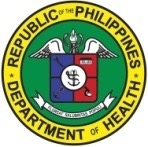 REPUBLIC OF THE PHILIPPINES
DEPARTMENT OF HEALTH